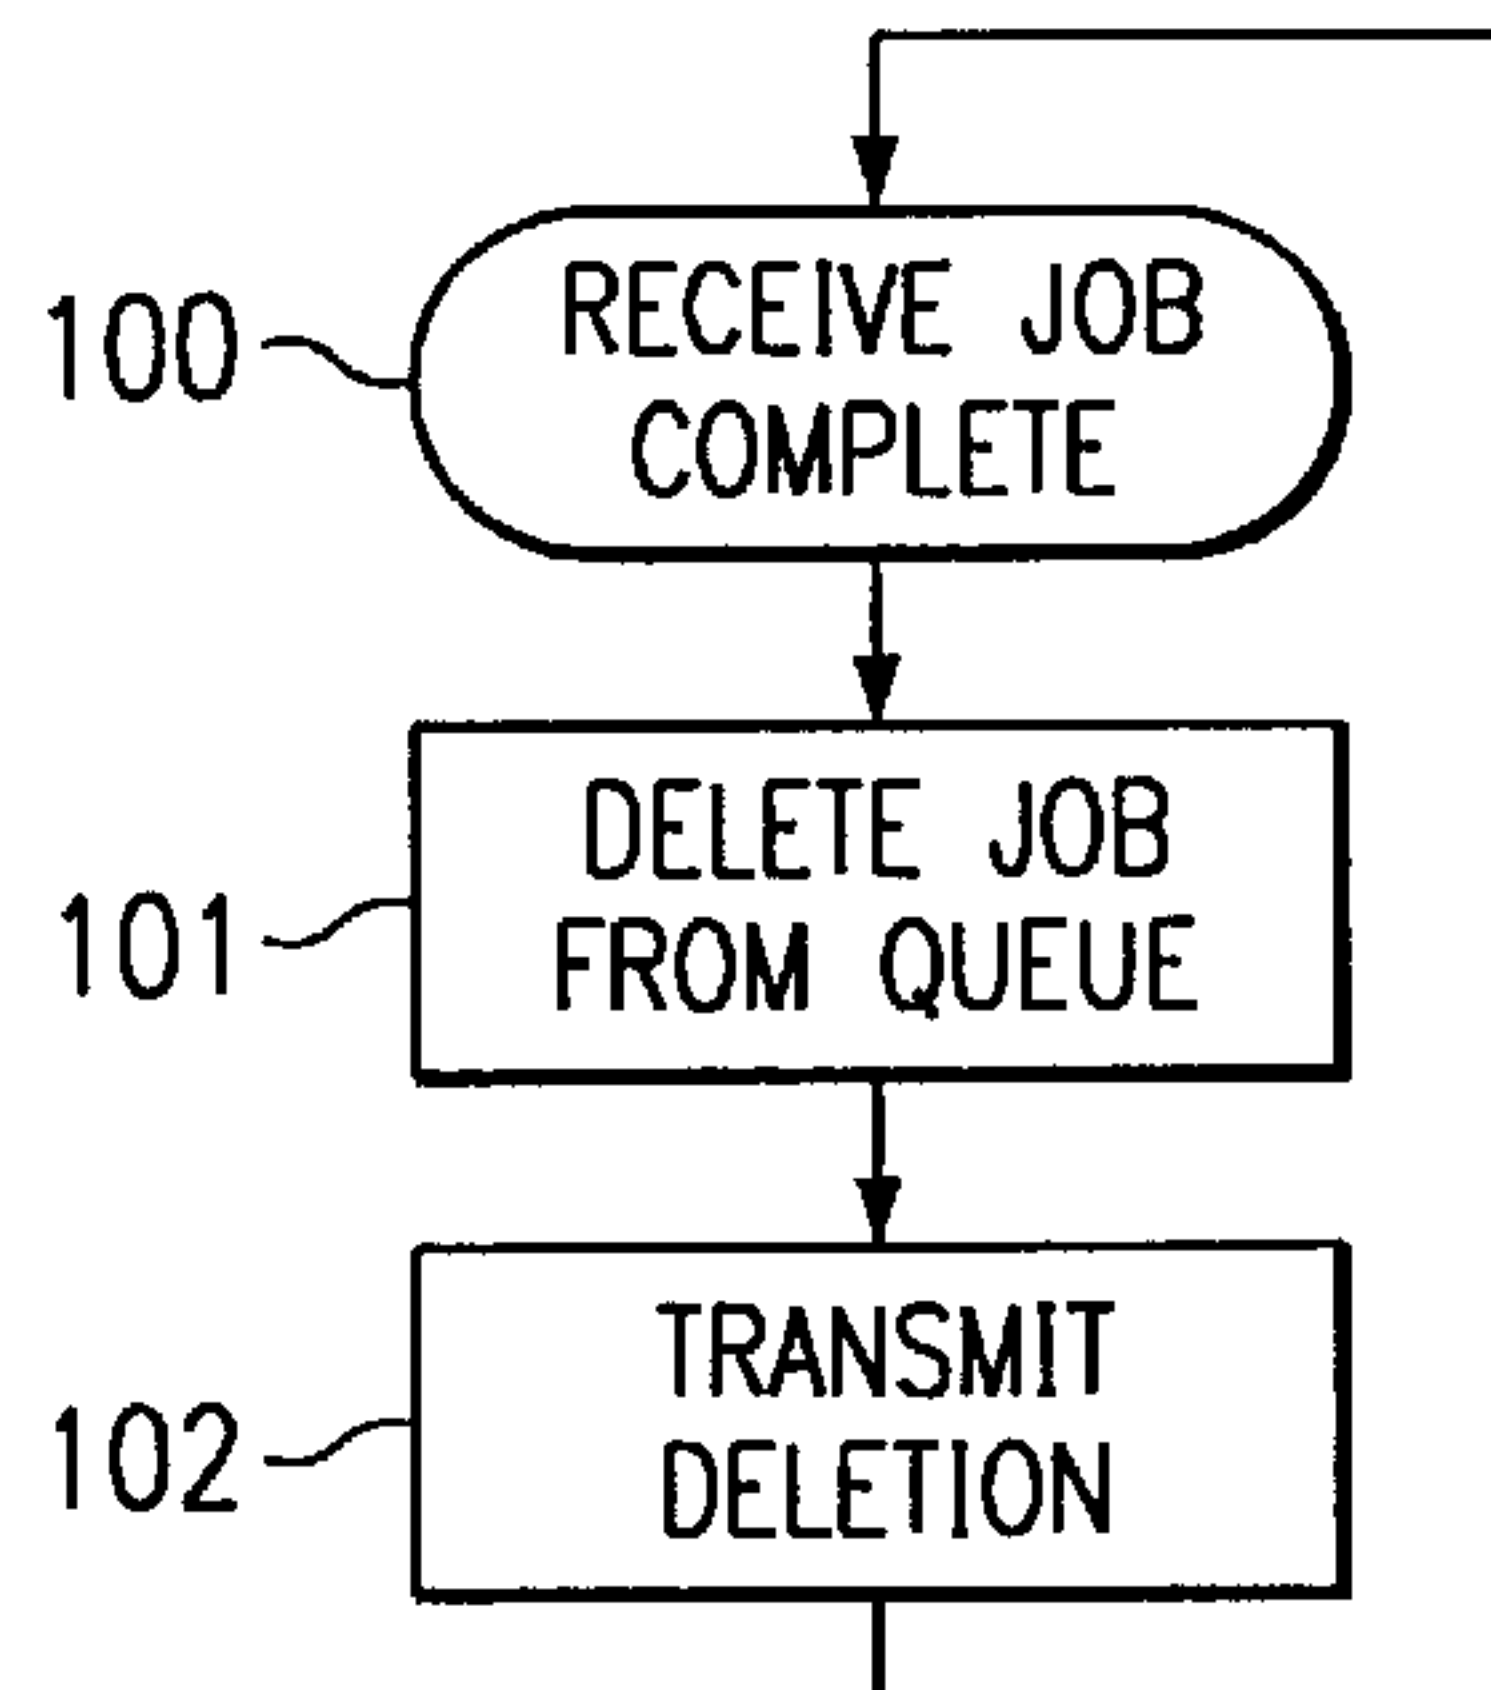 100
RECEIVE JOB
COMPLETE
101
DELETE JOB
FROM QUEUE
102
TRANSMIT
DELETION